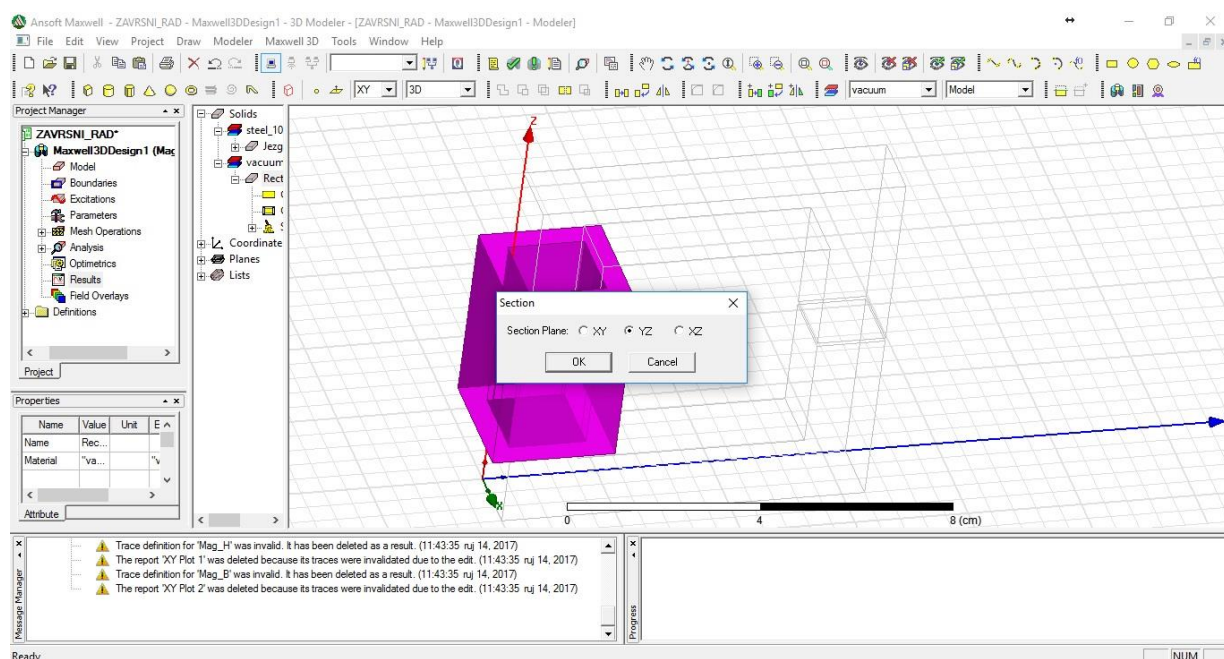 Ansoft Maxwell - ZAVRSNI_RAD - Maxwell3DDesign1 - 3D Modeler - [ZAVRSNI_RAD - Maxwell3DDesign1 - Modeler]
File Edit View Project Draw Modeler Maxwell 3D Tools Window Help
XY 3D vacuum Model
Project Manager
ZAVRSNI_RAD*
Maxwell3DDesign1 (Mag
Model
Boundaries
Excitations
Parameters
Mesh Operations
Analysis
Optimetrics
Results
Field Overlays
Definitions
Project
Solids
steel_10
Jezg
vacuum
Rect
Coordinate
Planes
Lists
Z
Section
Section Plane: XY YZ XZ
OK Cancel
X
0 4 8 (cm)
Properties
Name Value Unit E
Name Rec...
Material "va... "v
Attribute
Message Manager
Trace definition for 'Mag_H' was invalid. It has been deleted as a result. (11:43:35 ruj 14, 2017)
The report 'XY Plot 1' was deleted because its traces were invalidated due to the edit. (11:43:35 ruj 14, 2017)
Trace definition for 'Mag_B' was invalid. It has been deleted as a result. (11:43:35 ruj 14, 2017)
The report 'XY Plot 2' was deleted because its traces were invalidated due to the edit. (11:43:35 ruj 14, 2017)
Progress
Ready NUM